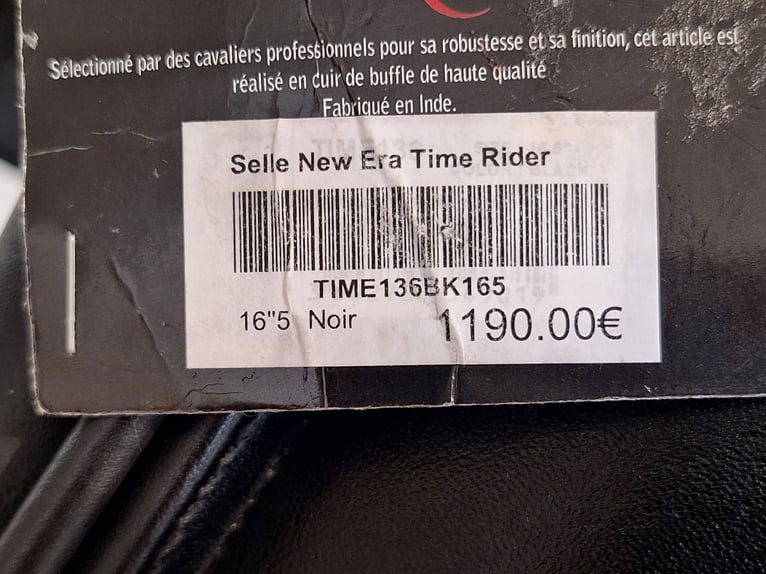 Sélectionné par des cavaliers professionnels pour sa robustesse et sa finition, cet article est
réalisé en cuir de buffle de haute qualité
Fabriqué en Inde.
Selle New Era Time Rider
TIME136BK165
16"5 Noir 1190.00€